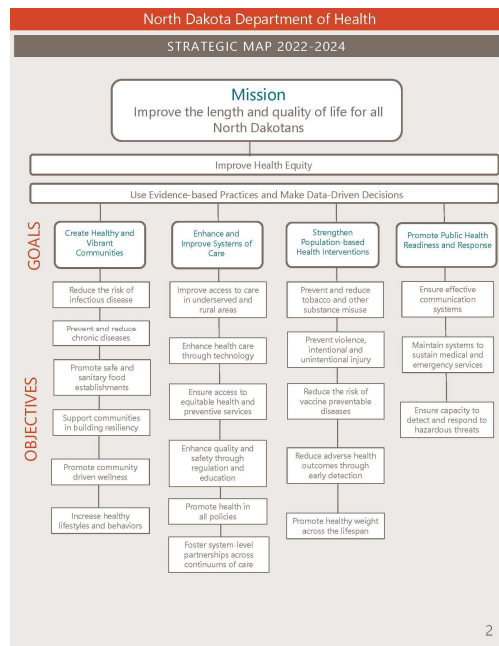 North Dakota Department of Health
STRATEGIC MAP 2022-2024
Mission
Improve the length and quality of life for all
North Dakotans
Improve Health Equity
Use Evidence-based Practices and Make Data-Driven Decisions
GOALS
Create Healthy and
Vibrant
Communities
Enhance and
Improve Systems of
Care
Strengthen
Population-based
Health Interventions
Promote Public Health
Readiness and Response
OBJECTIVES
Reduce the risk of
infectious disease
Prevent and reduce
chronic diseases
Promote safe and
sanitary food
establishments
Support communities
in building resiliency
Promote community
driven wellness
Increase healthy
lifestyles and behaviors
Improve access to care
in underserved and
rural areas
Enhance health care
through technology
Ensure access to
equitable health and
preventive services
Enhance quality and
safety through
regulation and
education
Promote health in
all policies
Foster system-level
partnerships across
continuums of care
Prevent and reduce
tobacco and other
substance misuse
Prevent violence,
intentional and
unintentional injury
Reduce the risk of
vaccine preventable
diseases
Reduce adverse health
outcomes through
early detection
Promote healthy weight
across the lifespan
Ensure effective
communication
systems
Maintain systems to
sustain medical and
emergency services
Ensure capacity to
detect and respond to
hazardous threats
2